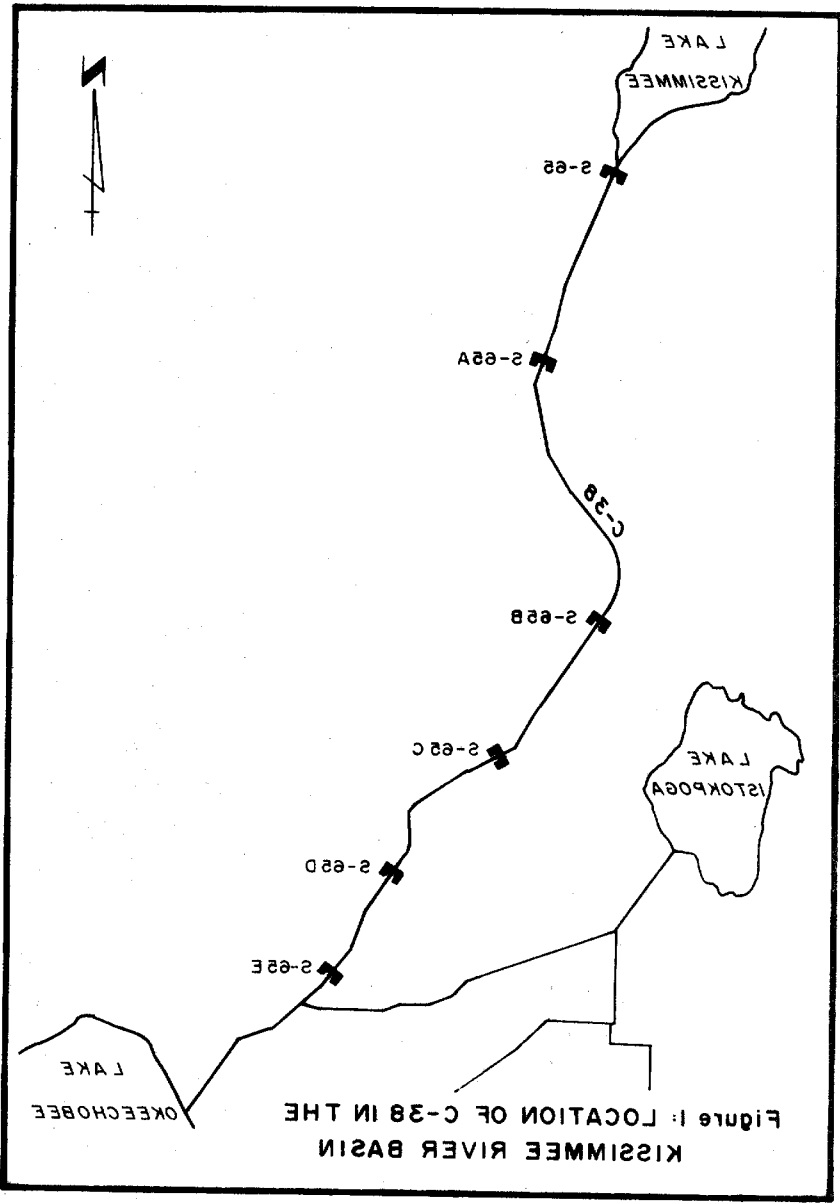 LAKE
KISSIMMEE
N
S-65
S-65A
C-38
S-65B
S-65C
LAKE
ISTOKPOGA
S-65D
S-65E
LAKE
OKEECHOBEE
Figure 1: LOCATION OF C-38 IN THE
KISSIMMEE RIVER BASIN